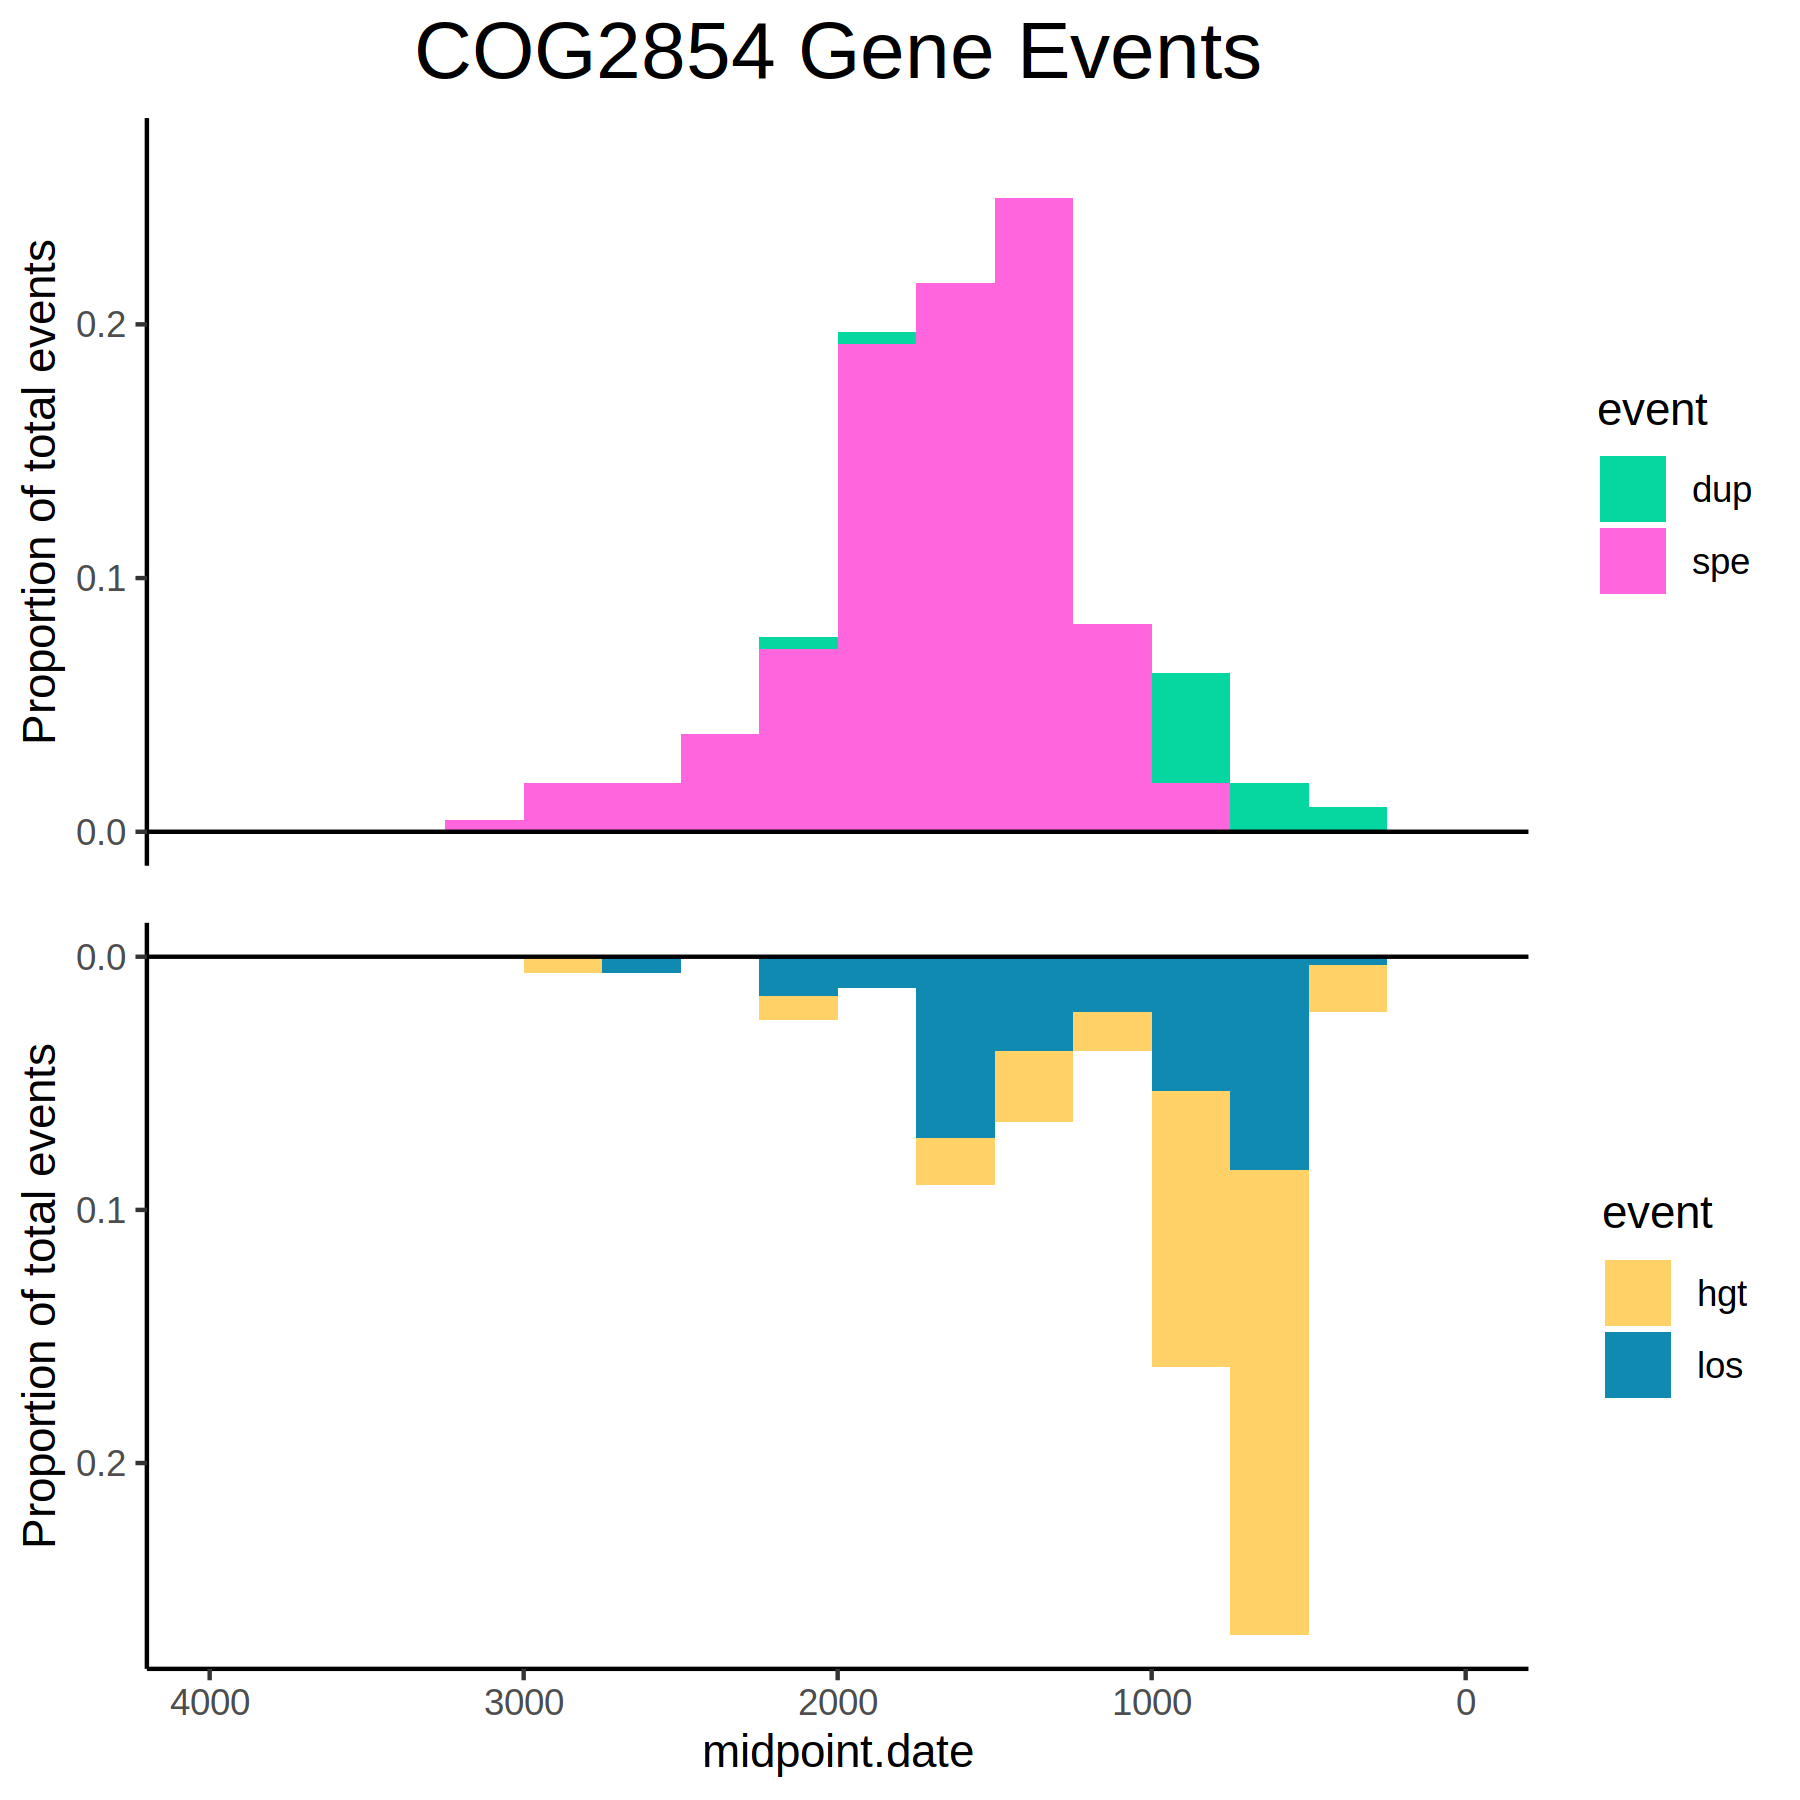 COG2854 Gene Events
Proportion of total events
0.2
0.1
0.0
event
dup
spe
Proportion of total events
0.0
0.1
0.2
event
hgt
los
4000 3000 2000 1000 0
midpoint.date